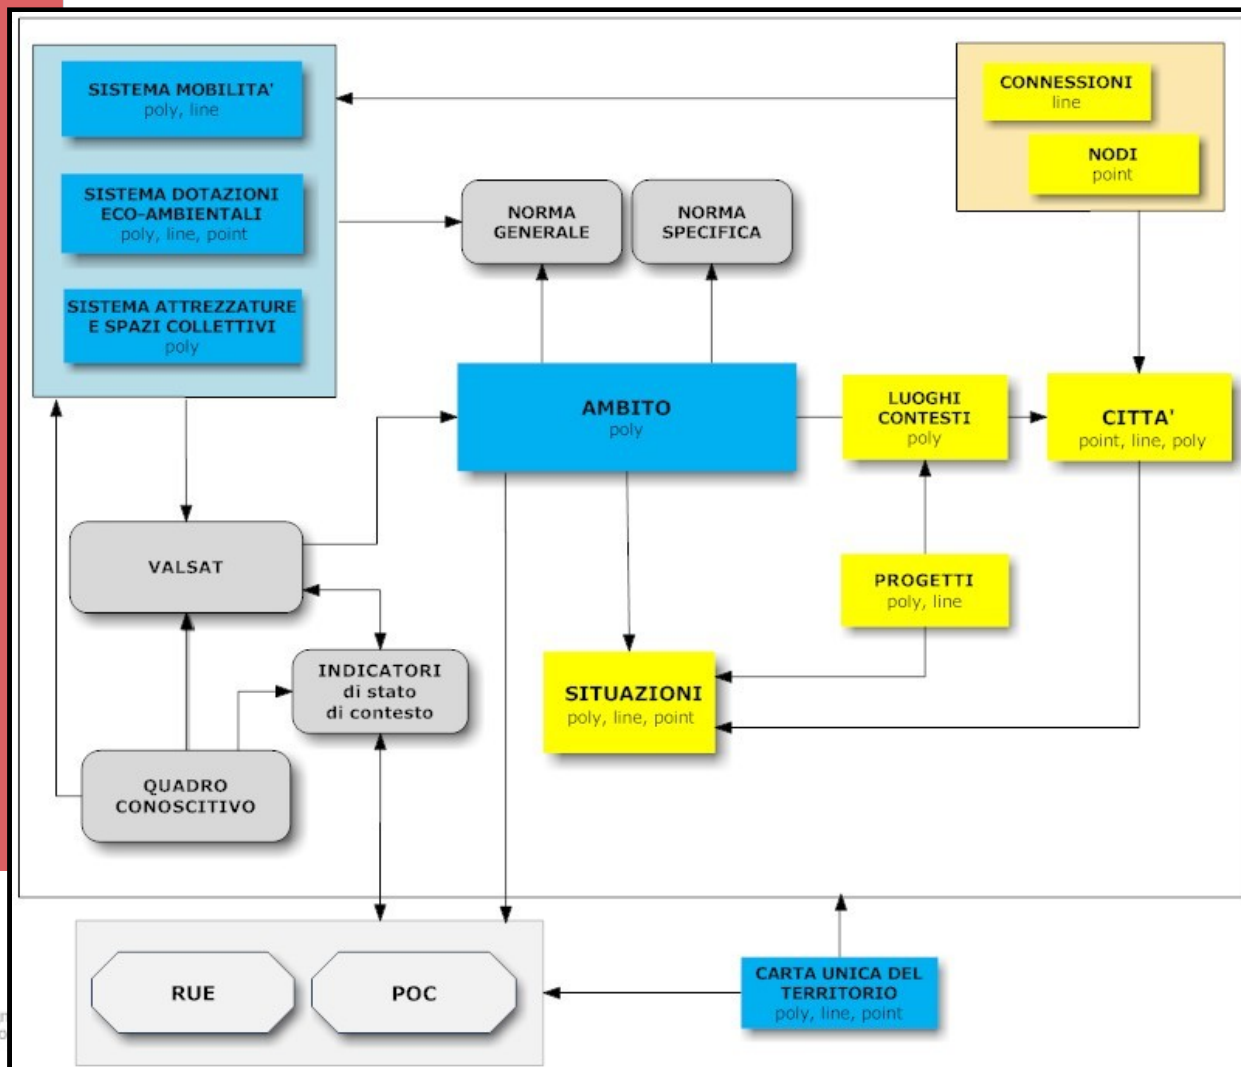 SISTEMA MOBILITA'
poly, line
SISTEMA DOTAZIONI
ECO-AMBIENTALI
poly, line, point
SISTEMA ATTREZZATURE
E SPAZI COLLETTIVI
poly
CONNESSIONI
line
NODI
point
NORMA
GENERALE
NORMA
SPECIFICA
AMBITO
poly
LUOGHI
CONTESTI
poly
CITTA'
point, line, poly
VALSAT
PROGETTI
poly, line
INDICATORI
di stato
di contesto
SITUAZIONI
poly, line, point
QUADRO
CONOSCITIVO
RUE
POC
CARTA UNICA DEL
TERRITORIO
poly, line, point